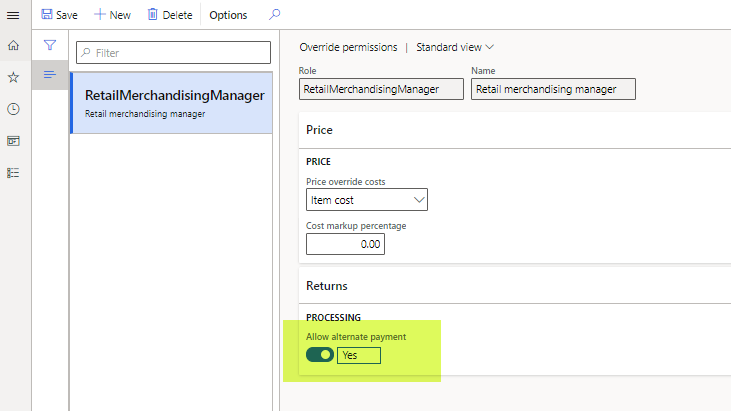 Save New Delete Options
Filter
RetailMerchandisingManager
Retail merchandising manager
Override permissions | Standard view
Role Name
RetailMerchandisingManager Retail merchandising manager
Price
PRICE
Price override costs
Item cost
Cost markup percentage
0.00
Returns
PROCESSING
Allow alternate payment
Yes